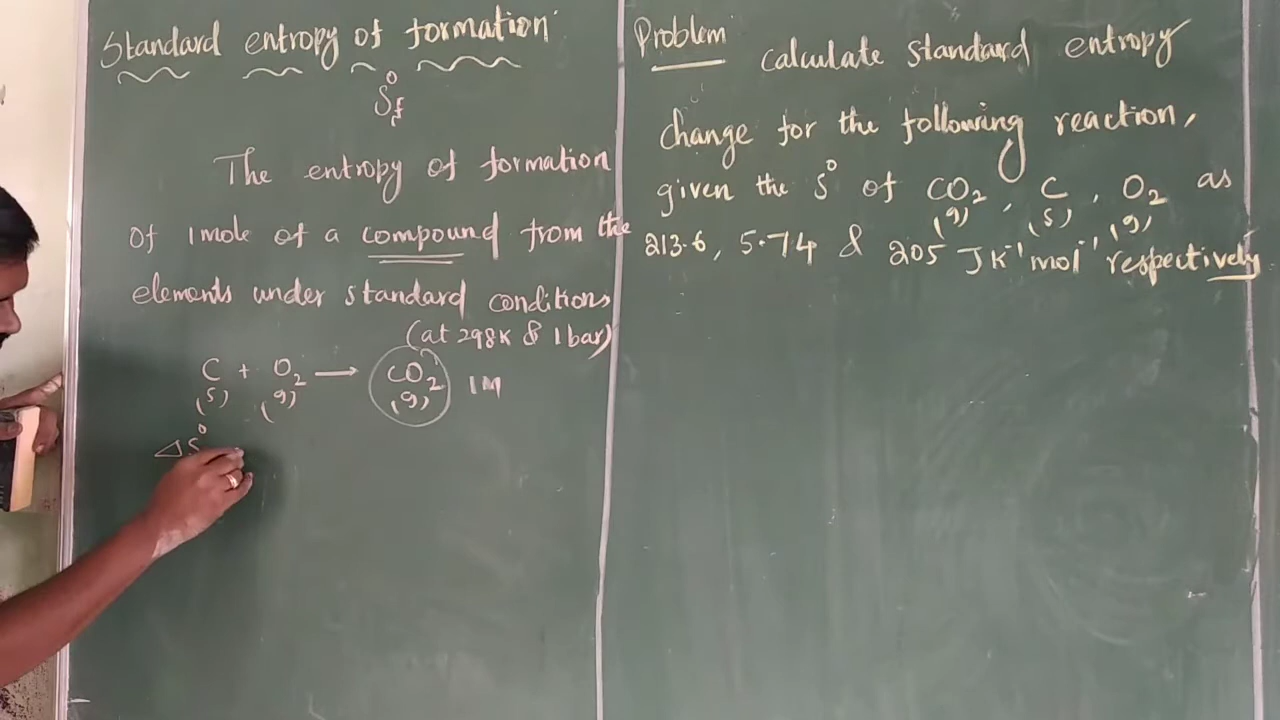 Standard entropy of formation
S°f
The entropy of formation
of 1 mole of a compound from the
elements under standard conditions
(at 298K & 1 bar)
C + O₂ → CO₂ 1M
(s) (g) (g)
ΔS°
Problem calculate standard entropy
change for the following reaction,
given the S° of CO₂, C, O₂ as
(g) (s) (g)
213.6, 5.74 & 205 JK⁻¹mol⁻¹ respectively